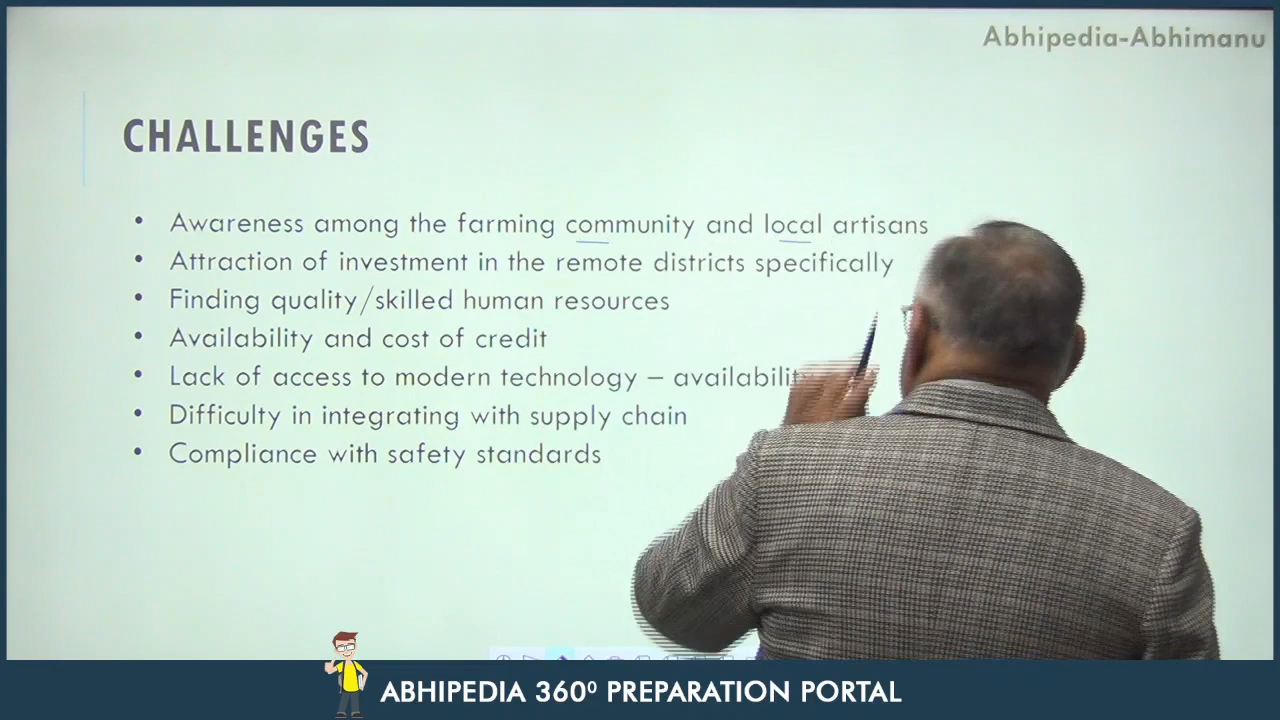 Abhipedia-Abhimanu
CHALLENGES
• Awareness among the farming community and local artisans
• Attraction of investment in the remote districts specifically
• Finding quality/skilled human resources
• Availability and cost of credit
• Lack of access to modern technology – availability
• Difficulty in integrating with supply chain
• Compliance with safety standards
ABHIPEDIA 360⁰ PREPARATION PORTAL